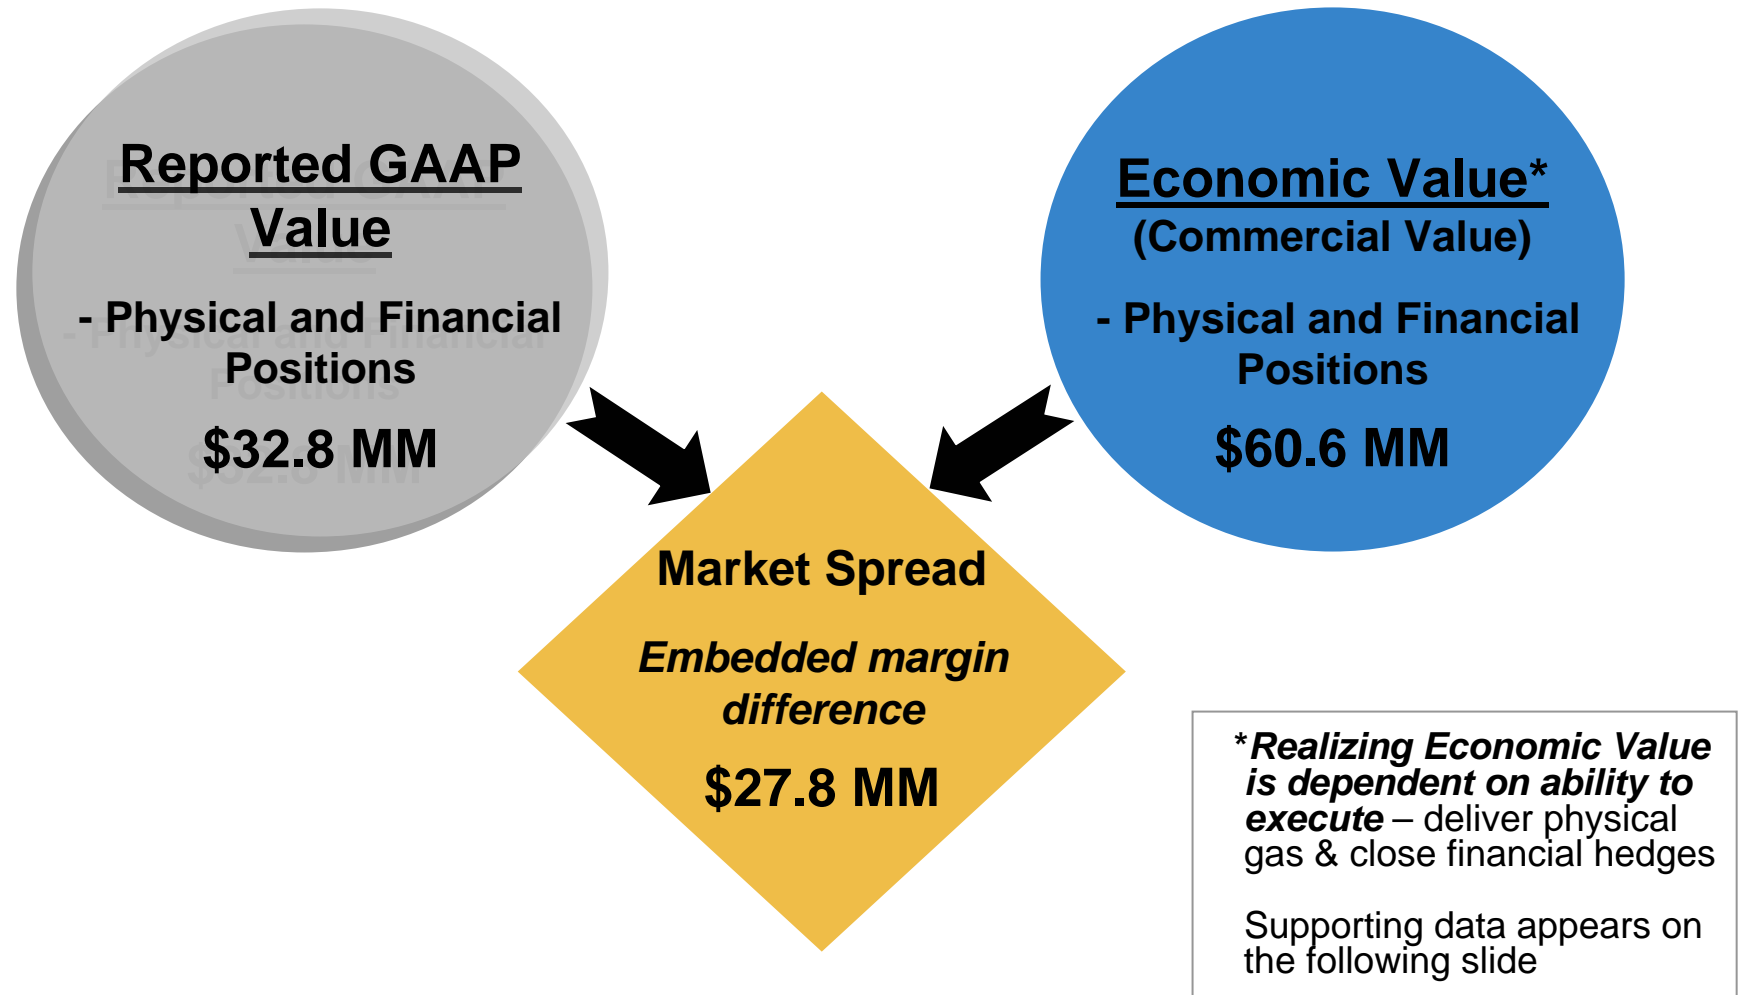 Reported GAAP
Value
- Physical and Financial
Positions
$32.8 MM
Economic Value*
(Commercial Value)
- Physical and Financial
Positions
$60.6 MM
Market Spread
Embedded margin
difference
$27.8 MM
*Realizing Economic Value
is dependent on ability to
execute – deliver physical
gas & close financial hedges
Supporting data appears on
the following slide